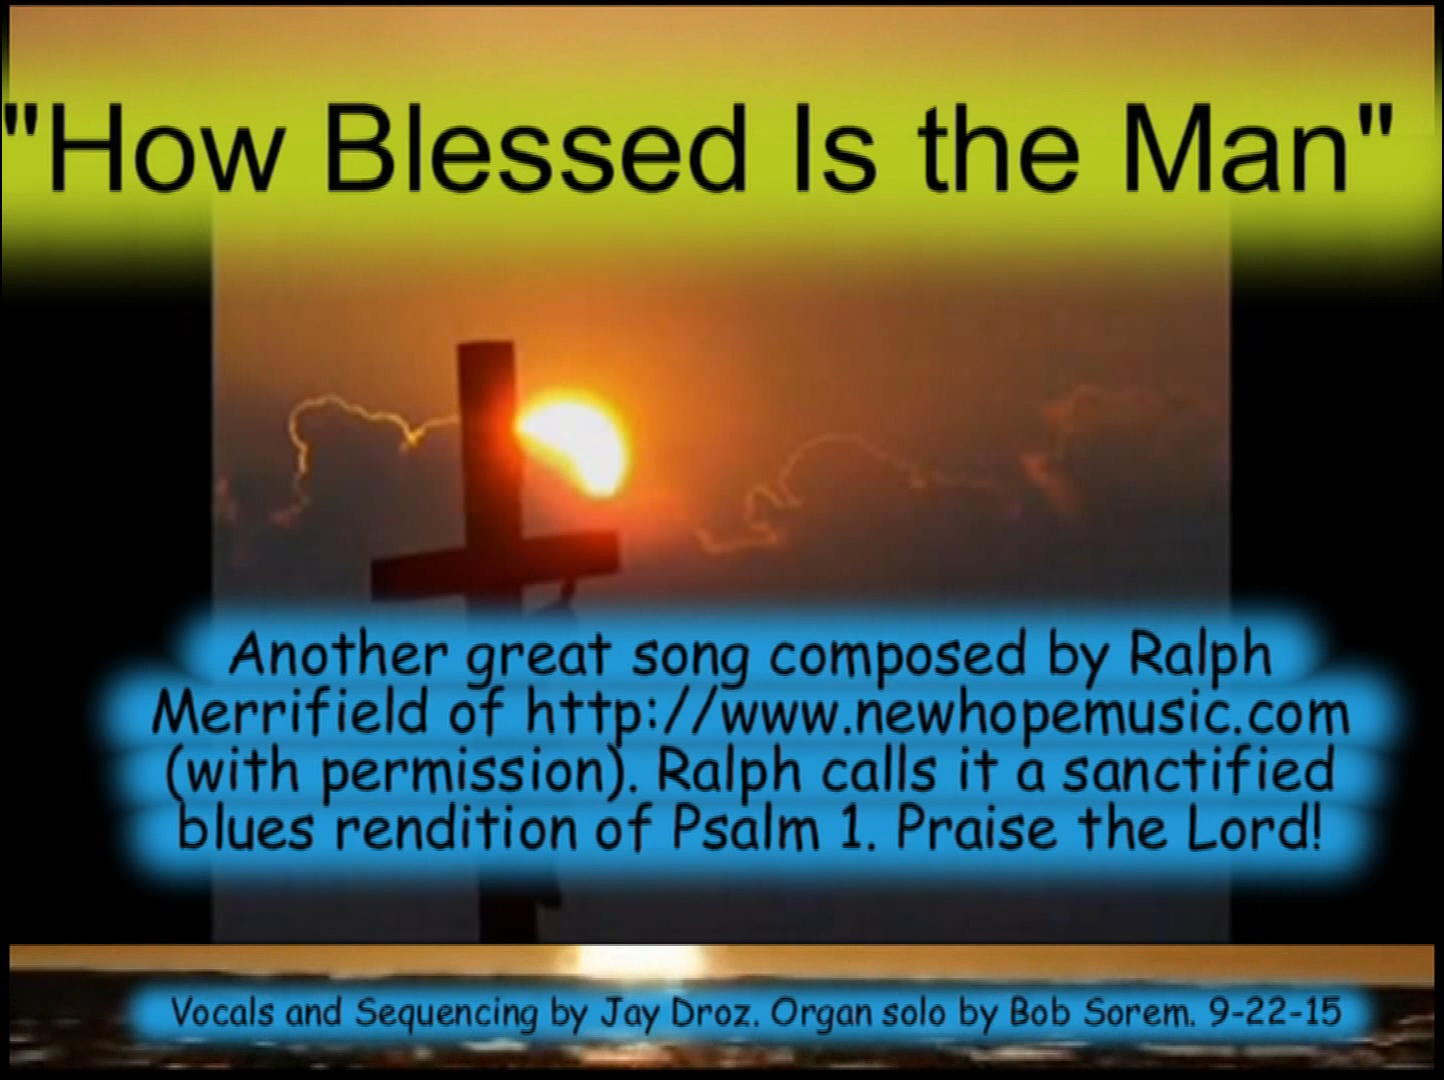 "How Blessed Is the Man"
Another great song composed by Ralph
Merrifield of http://www.newhopemusic.com
(with permission). Ralph calls it a sanctified
blues rendition of Psalm 1. Praise the Lord!
Vocals and Sequencing by Jay Droz. Organ solo by Bob Sorem. 9-22-15